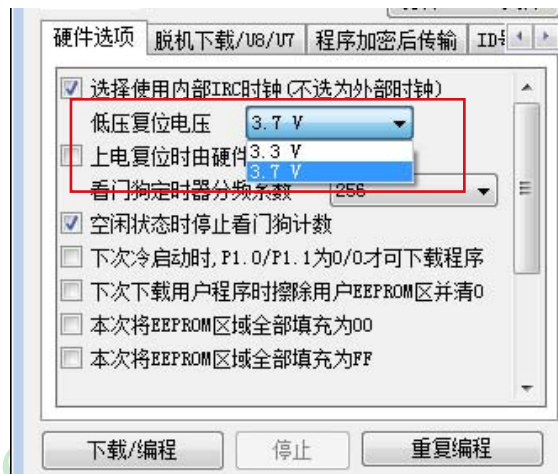 硬件选项 脱机下载/U8/U7 程序加密后传输 ID
选择使用内部IRC时钟(不选为外部时钟)
低压复位电压 3.7 V
3.3 V
上电复位时由硬件
3.7 V
看门狗定时器分频系数 256
空闲状态时停止看门狗计数
下次冷启动时,P1.0/P1.1为0/0才可下载程序
下次下载用户程序时擦除用户EEPROM区并清0
本次将EEPROM区域全部填充为00
本次将EEPROM区域全部填充为FF
下载/编程 停止 重复编程